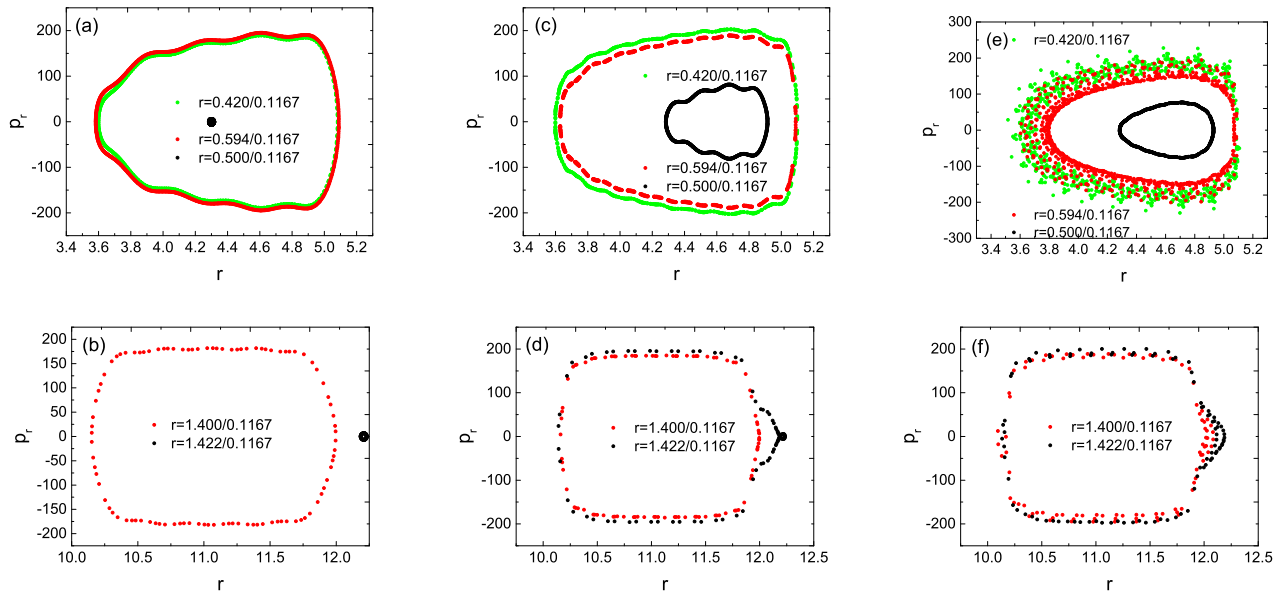 (a)
200
100
0
-100
-200
p_r
r=0.420/0.1167
r=0.594/0.1167
r=0.500/0.1167
3.4 3.6 3.8 4.0 4.2 4.4 4.6 4.8 5.0 5.2
r
(c)
200
100
0
-100
-200
p_r
r=0.420/0.1167
r=0.594/0.1167
r=0.500/0.1167
3.4 3.6 3.8 4.0 4.2 4.4 4.6 4.8 5.0 5.2
r
(e)
300
200
100
0
-100
-200
-300
p_r
r=0.420/0.1167
r=0.594/0.1167
r=0.500/0.1167
3.4 3.6 3.8 4.0 4.2 4.4 4.6 4.8 5.0 5.2
r
(b)
200
150
100
50
0
-50
-100
-150
-200
p_r
r=1.400/0.1167
r=1.422/0.1167
10.0 10.5 11.0 11.5 12.0
r
(d)
200
100
0
-100
-200
p_r
r=1.400/0.1167
r=1.422/0.1167
10.0 10.5 11.0 11.5 12.0 12.5
r
(f)
200
100
0
-100
-200
p_r
r=1.400/0.1167
r=1.422/0.1167
10.0 10.5 11.0 11.5 12.0 12.5
r